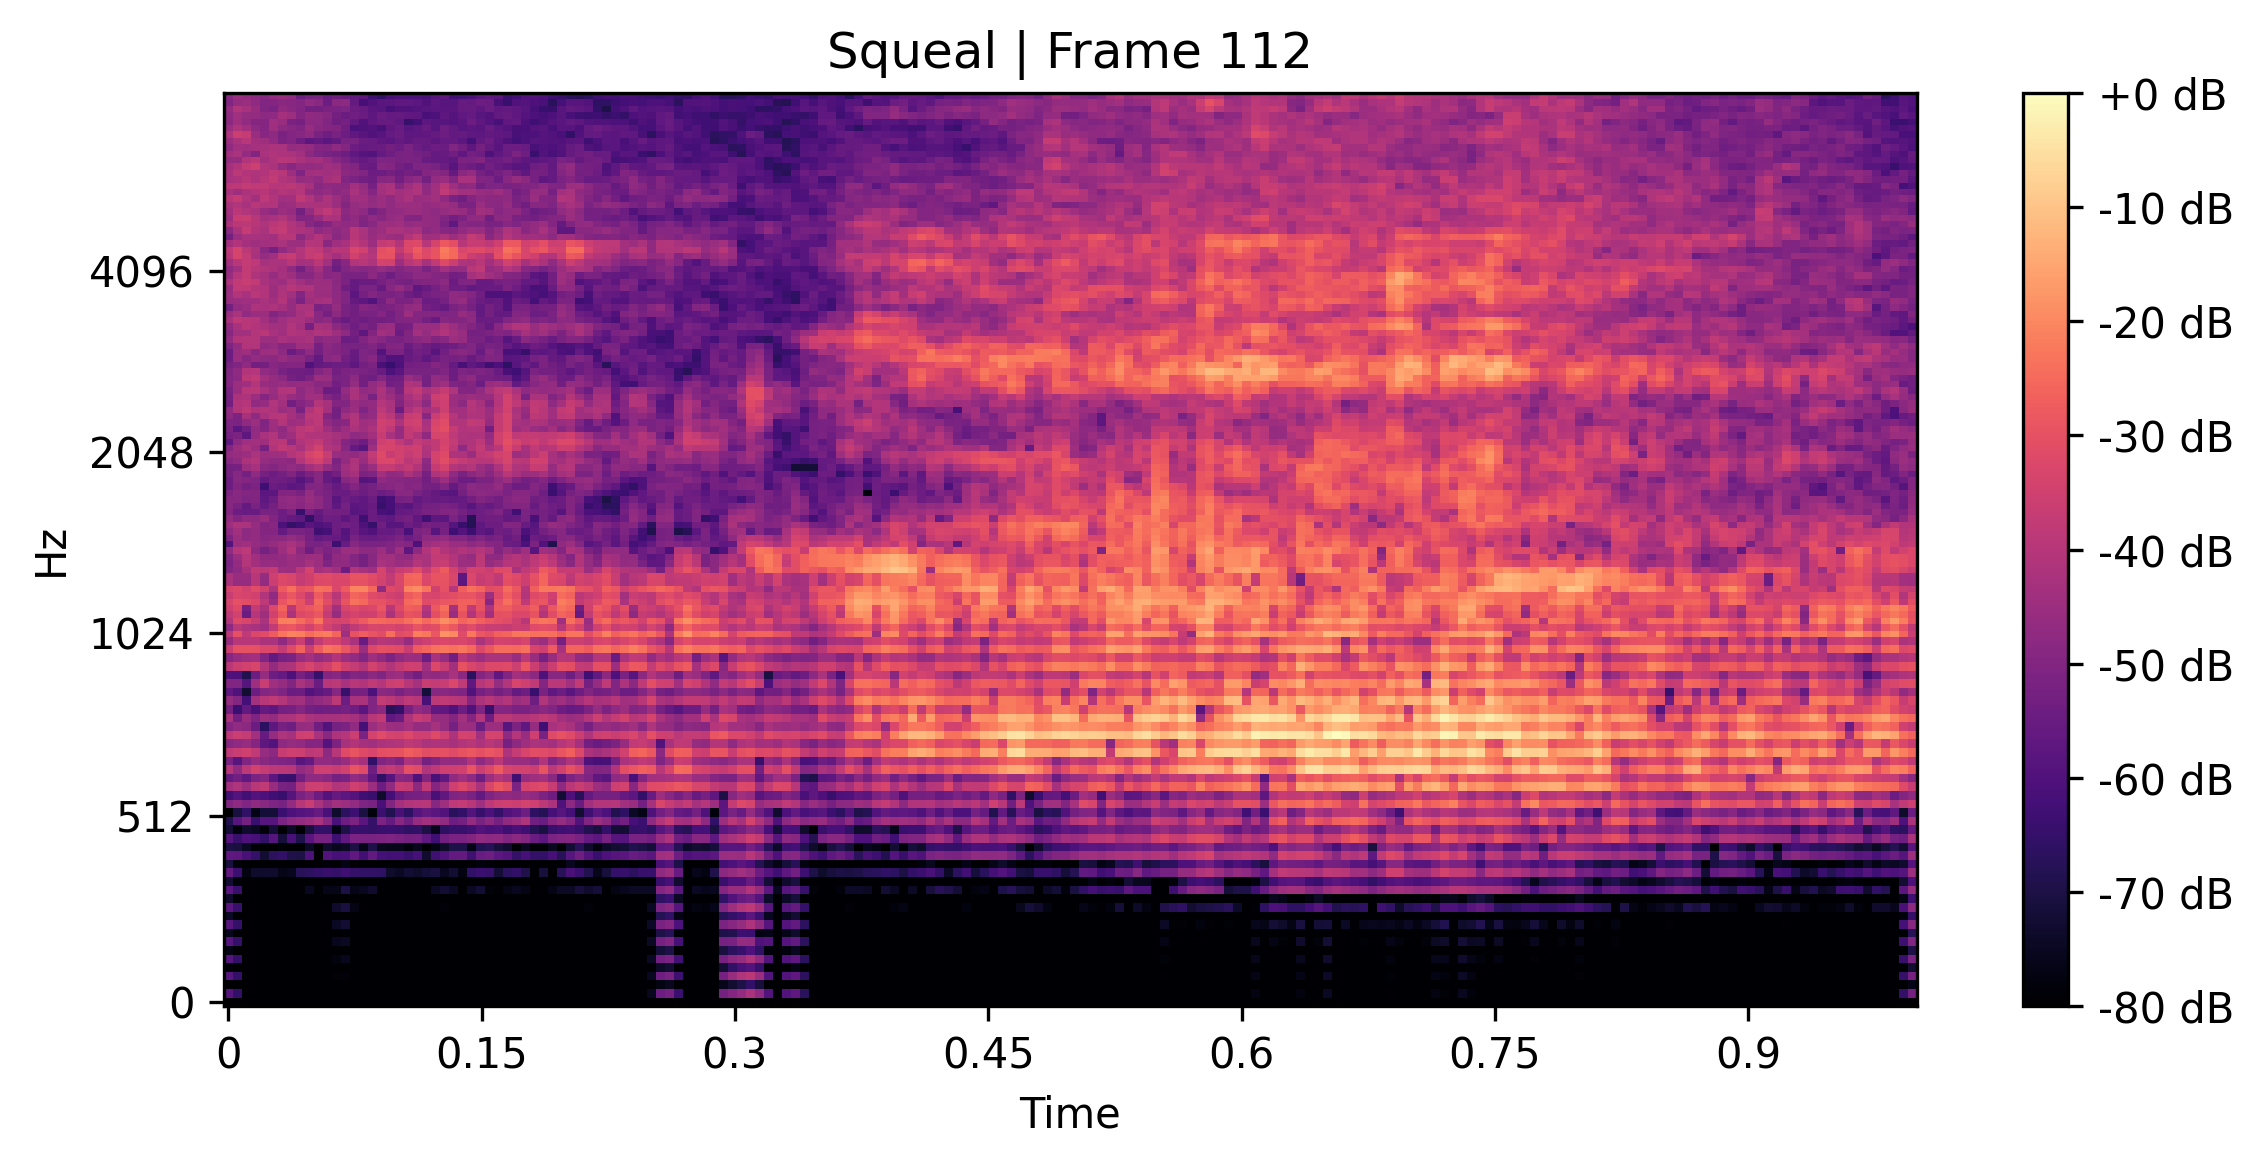 Squeal | Frame 112
+0 dB
-10 dB
-20 dB
-30 dB
-40 dB
-50 dB
-60 dB
-70 dB
-80 dB
Hz
4096
2048
1024
512
0
0 0.15 0.3 0.45 0.6 0.75 0.9
Time